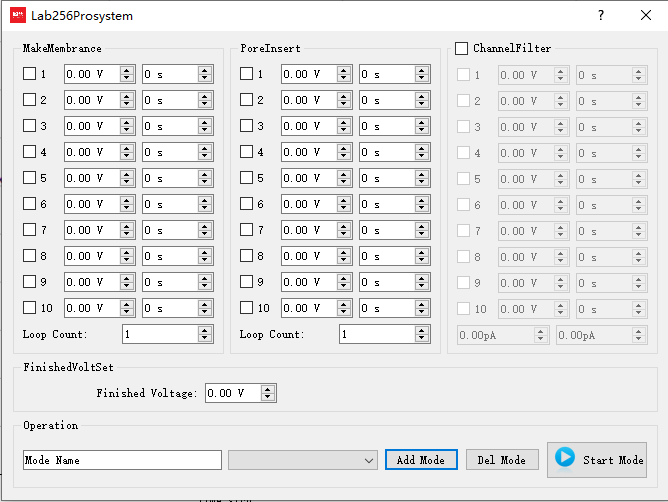 Lab256Prosystem
?
MakeMembrance
1 0.00 V 0 s
2 0.00 V 0 s
3 0.00 V 0 s
4 0.00 V 0 s
5 0.00 V 0 s
6 0.00 V 0 s
7 0.00 V 0 s
8 0.00 V 0 s
9 0.00 V 0 s
10 0.00 V 0 s
Loop Count: 1
PoreInsert
1 0.00 V 0 s
2 0.00 V 0 s
3 0.00 V 0 s
4 0.00 V 0 s
5 0.00 V 0 s
6 0.00 V 0 s
7 0.00 V 0 s
8 0.00 V 0 s
9 0.00 V 0 s
10 0.00 V 0 s
Loop Count: 1
ChannelFilter
1 0.00 V 0 s
2 0.00 V 0 s
3 0.00 V 0 s
4 0.00 V 0 s
5 0.00 V 0 s
6 0.00 V 0 s
7 0.00 V 0 s
8 0.00 V 0 s
9 0.00 V 0 s
10 0.00 V 0 s
0.00pA 0.00pA
FinishedVoltSet
Finished Voltage: 0.00 V
Operation
Mode Name Add Mode Del Mode Start Mode